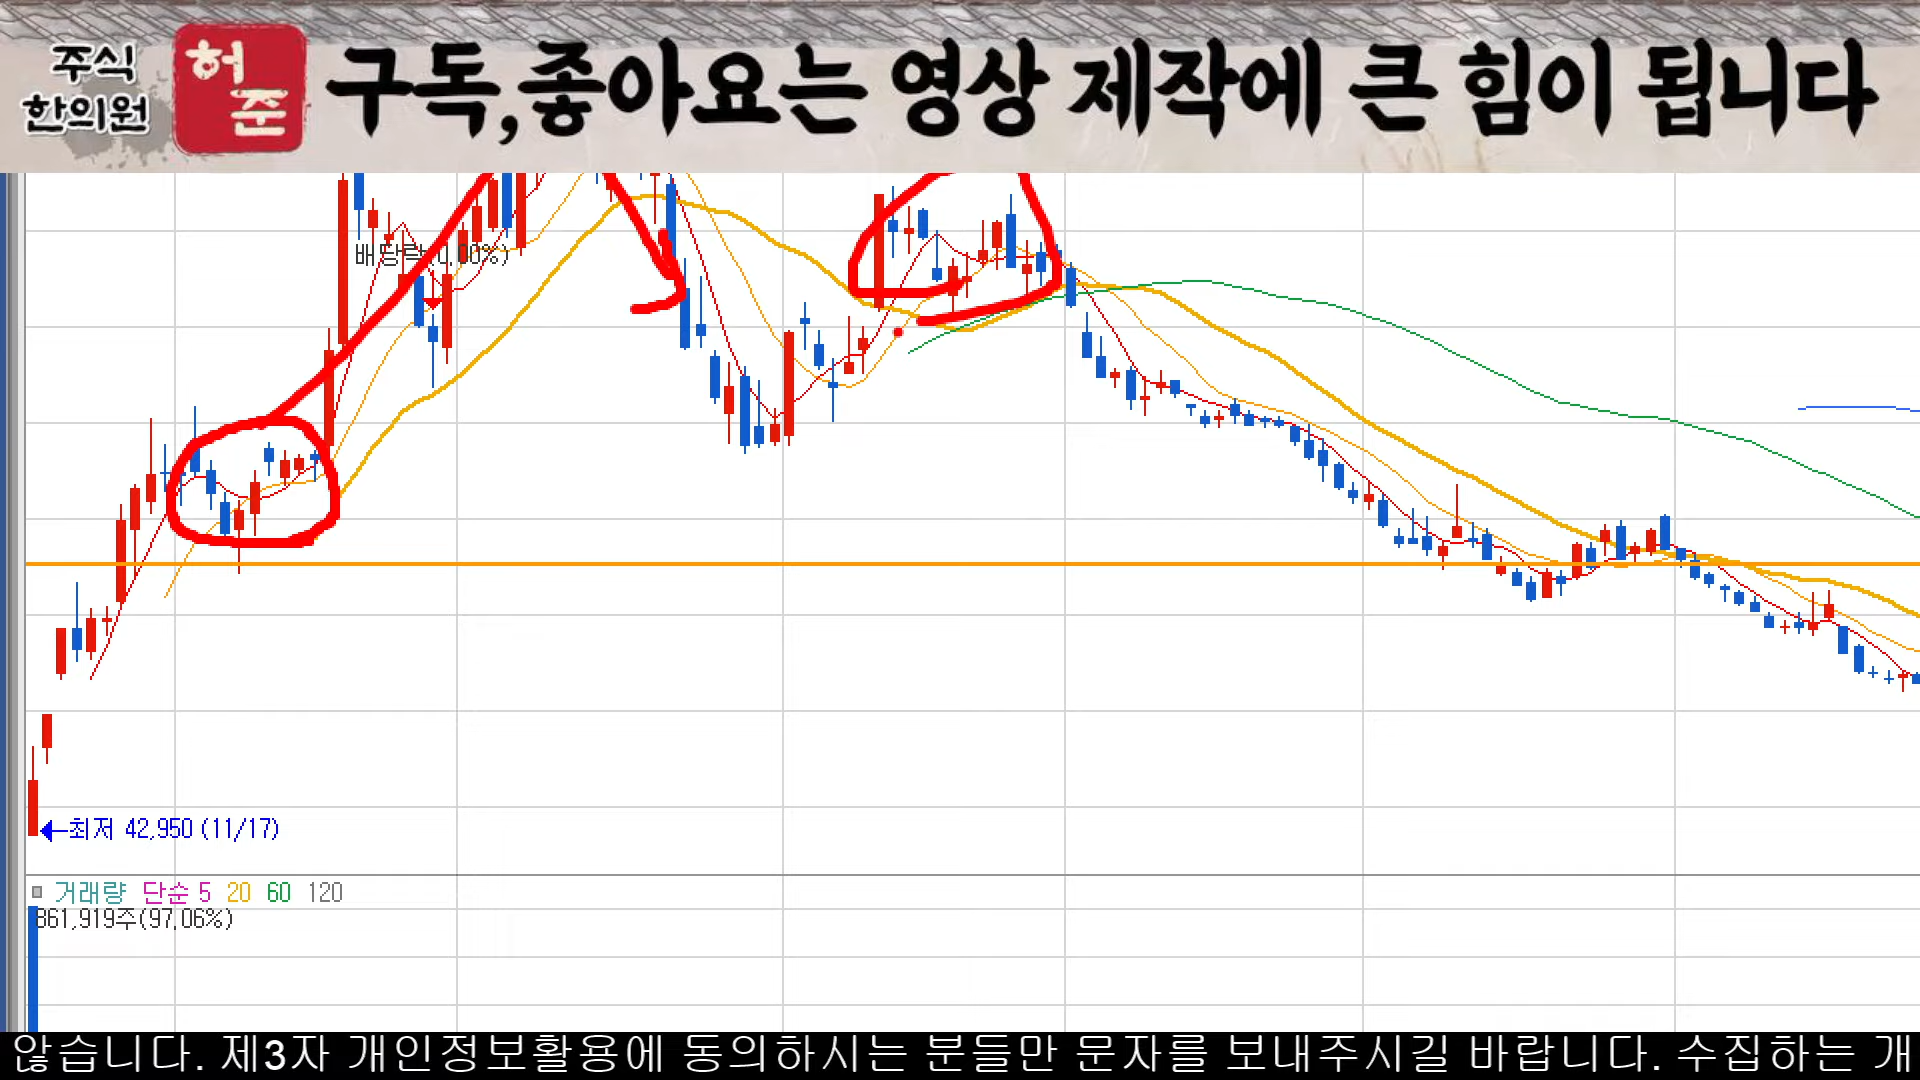 주식
한의원
허준
구독,좋아요는 영상 제작에 큰 힘이 됩니다
배당락(0.00%)
최저 42,950 (11/17)
거래량 단순 5 20 60 120
861,919주(97.06%)
않습니다. 제3자 개인정보활용에 동의하시는 분들만 문자를 보내주시길 바랍니다. 수집하는 개